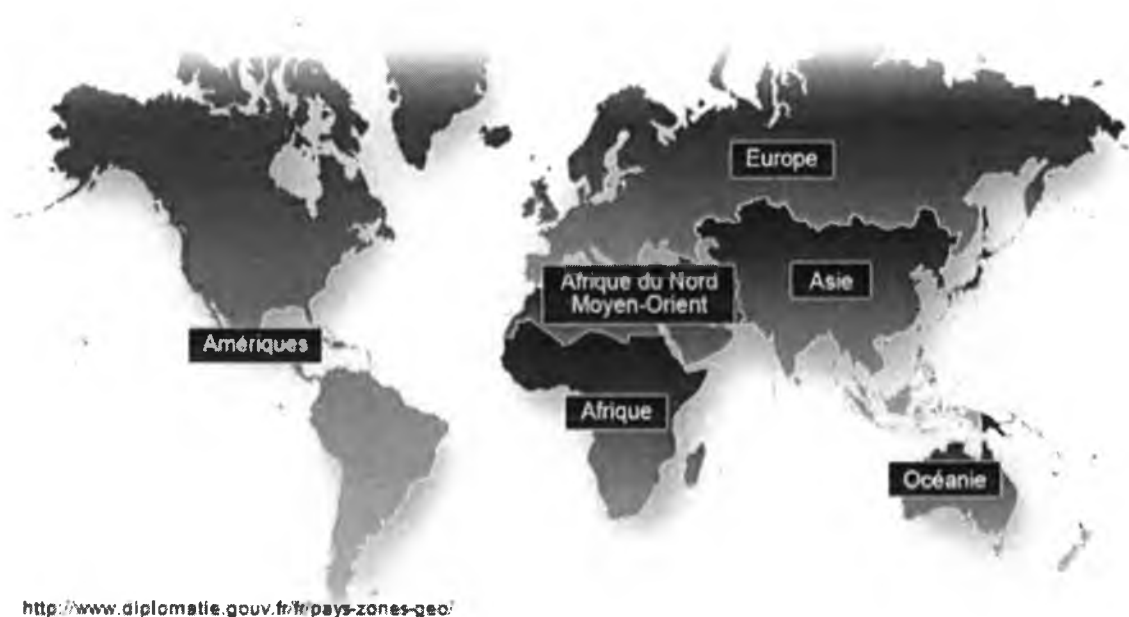 Europe
Afrique du Nord
Moyen-Orient
Asie
Amériques
Afrique
Océanie
http://www.diplomatie.gouv.fr/fr/pays-zones-geo/